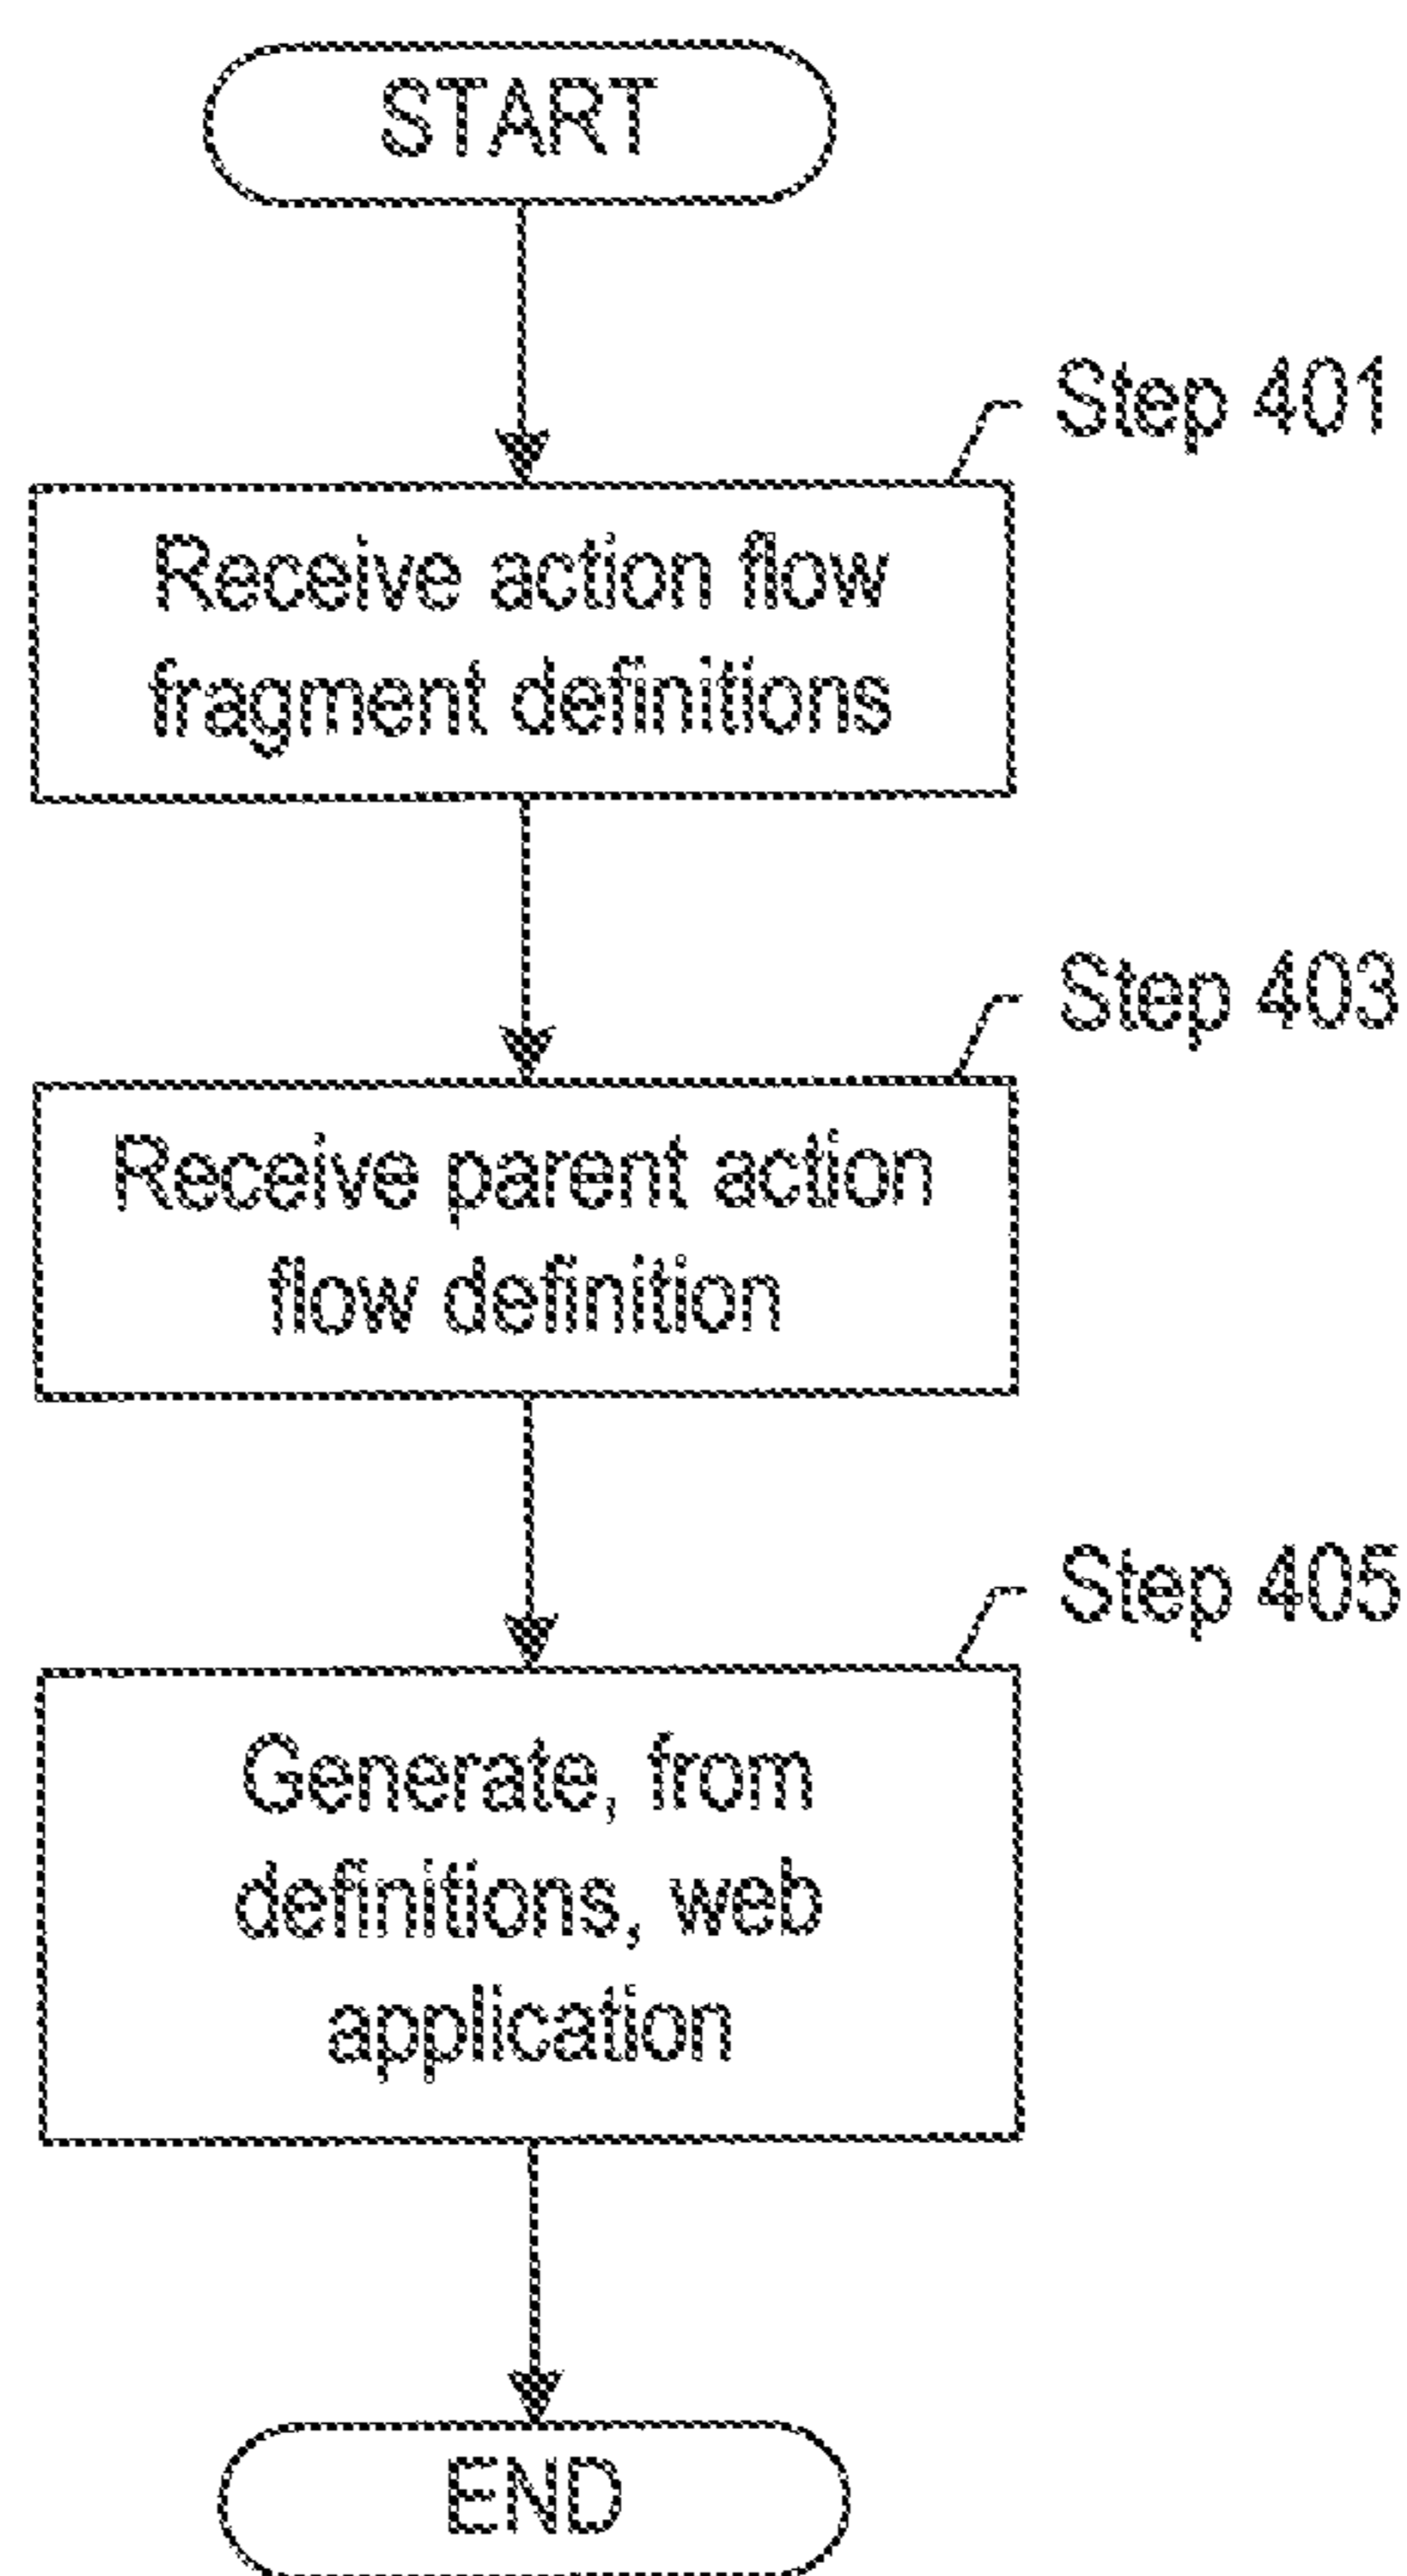 START
Step 401
Receive action flow
fragment definitions
Step 403
Receive parent action
flow definition
Step 405
Generate, from
definitions, web
application
END